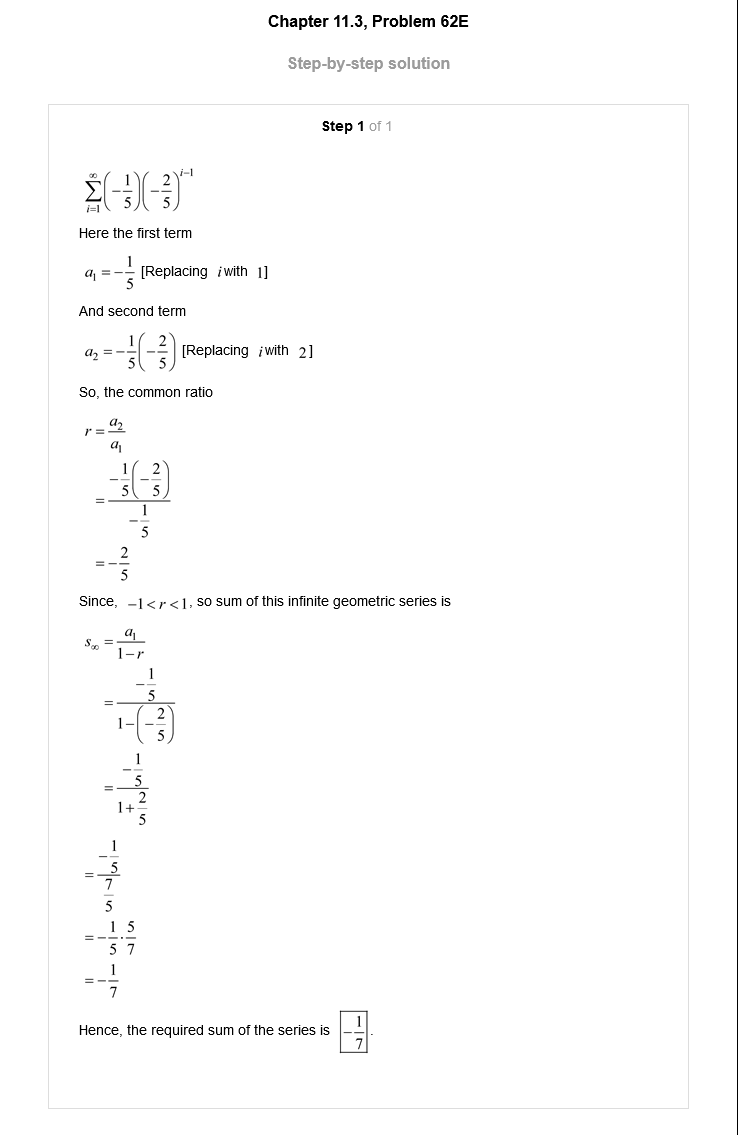 Chapter 11.3, Problem 62E
Step-by-step solution
Step 1 of 1
$\sum_{i=1}^{\infty}\left(-\frac{1}{5}\right)\left(-\frac{2}{5}\right)^{i-1}$
Here the first term
$a_1 = -\frac{1}{5}$ [Replacing $i$ with 1]
And second term
$a_2 = -\frac{1}{5}\left(-\frac{2}{5}\right)$ [Replacing $i$ with 2]
So, the common ratio
$r = \frac{a_2}{a_1}$
$= \frac{-\frac{1}{5}\left(-\frac{2}{5}\right)}{-\frac{1}{5}}$
$= -\frac{2}{5}$
Since, $-1 < r < 1$, so sum of this infinite geometric series is
$s_\infty = \frac{a_1}{1-r}$
$= \frac{-\frac{1}{5}}{1-\left(-\frac{2}{5}\right)}$
$= \frac{-\frac{1}{5}}{1+\frac{2}{5}}$
$= \frac{-\frac{1}{5}}{\frac{7}{5}}$
$= -\frac{1}{5} \cdot \frac{5}{7}$
$= -\frac{1}{7}$
Hence, the required sum of the series is $\boxed{-\frac{1}{7}}$.